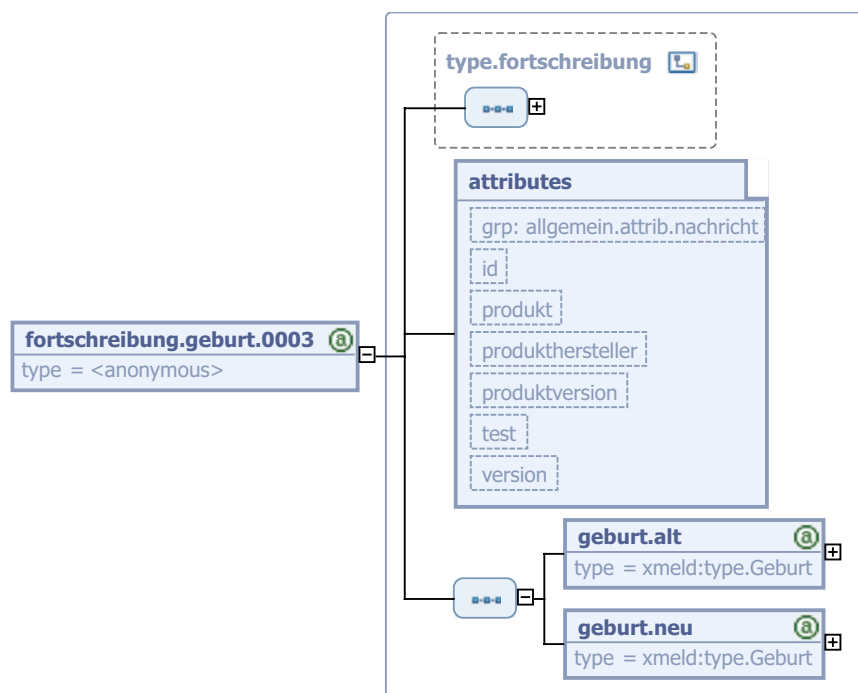 type.fortschreibung
attributes
grp: allgemein.attrib.nachricht
id
produkt
fortschreibung.geburt.0003
type = <anonymous>
produkthersteller
produktversion
test
version
geburt.alt
type = xmeld:type.Geburt
geburt.neu
type = xmeld:type.Geburt